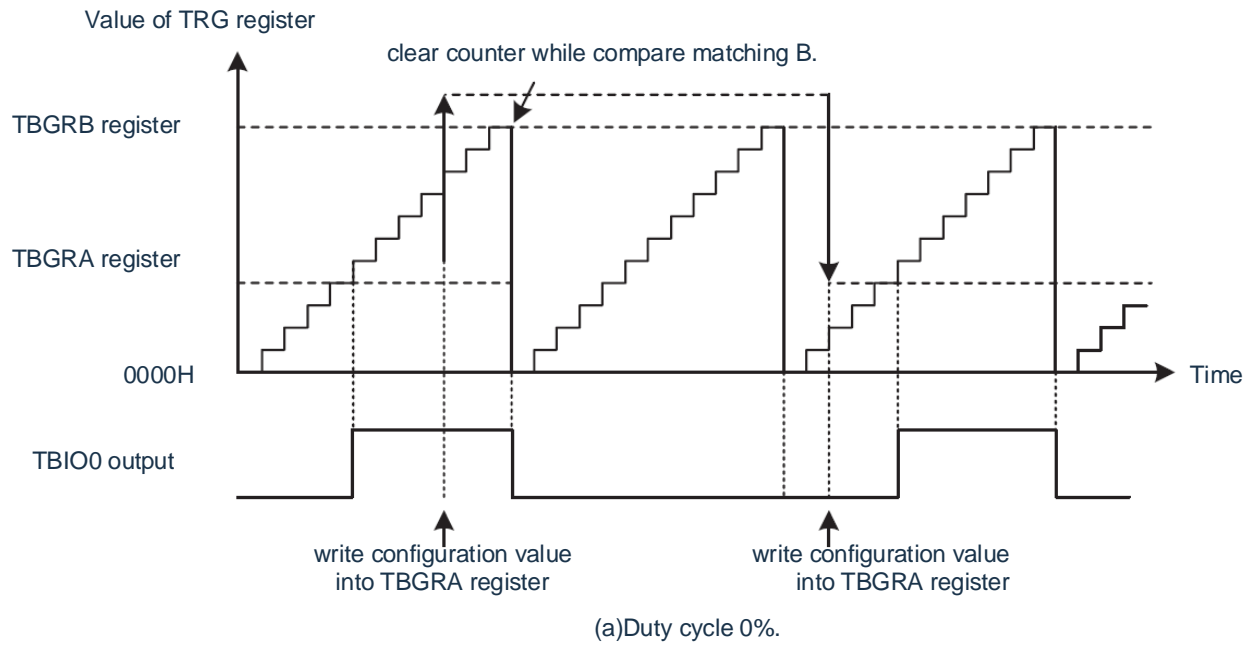 Value of TRG register
clear counter while compare matching B.
TBGRB register
TBGRA register
0000H
Time
TBIO0 output
write configuration value
into TBGRA register
write configuration value
into TBGRA register
(a)Duty cycle 0%.